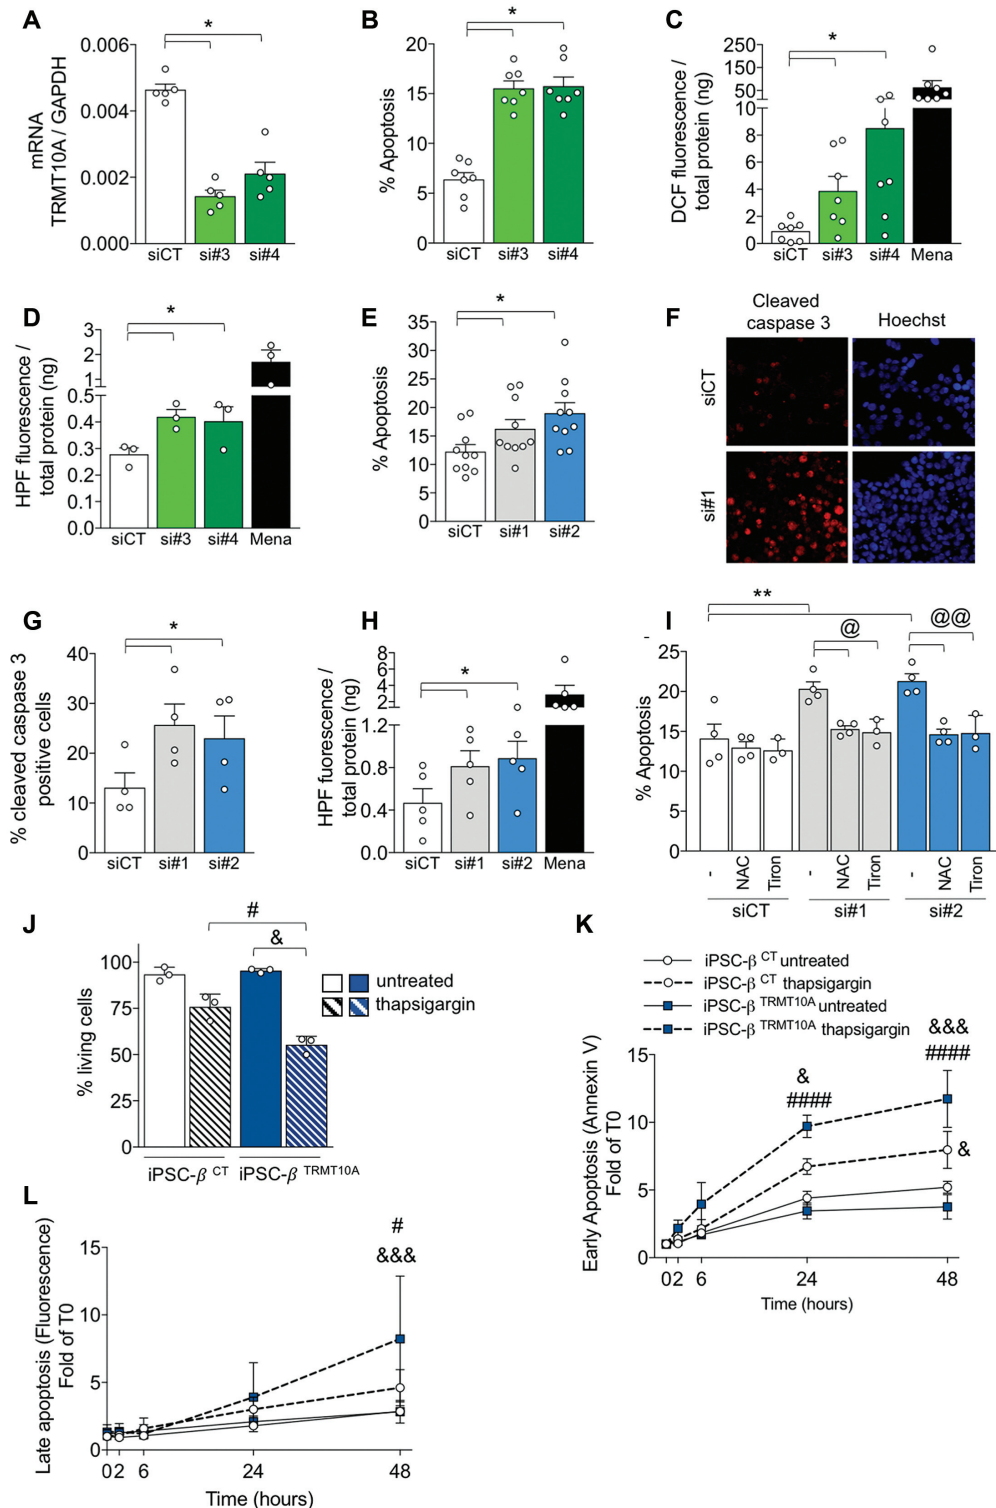 A
mRNA
TRMT10A / GAPDH
0.006
0.004
0.002
0.000
*
siCT si#3 si#4
B
% Apoptosis
20
15
10
5
0
*
siCT si#3 si#4
C
DCF fluorescence /
total protein (ng)
250
150
50
10
8
6
4
2
0
*
siCT si#3 si#4 Mena
D
HPF fluorescence /
total protein (ng)
3
2
1
0.5
0.4
0.3
0.2
0.1
0.0
*
siCT si#3 si#4 Mena
E
% Apoptosis
35
30
25
20
15
10
5
0
*
siCT si#1 si#2
F
Cleaved
caspase 3
Hoechst
siCT
si#1
G
% cleaved caspase 3
positive cells
40
30
20
10
0
*
siCT si#1 si#2
H
HPF fuorescence /
total protein (ng)
8
6
4
2
1.2
0.8
0.4
0.0
*
siCT si#1 si#2 Mena
I
% Apoptosis
25
20
15
10
5
0
**
@
@@
- NAC Tiron - NAC Tiron - NAC Tiron
siCT si#1 si#2
J
% living cells
100
75
50
25
0
#
&
untreated
thapsigargin
iPSC-β CT iPSC-β TRMT10A
K
iPSC-β CT untreated
iPSC-β CT thapsigargin
iPSC-β TRMT10A untreated
iPSC-β TRMT10A thapsigargin
Early Apoptosis (Annexin V)
Fold of T0
15
10
5
0
&
####
&&&
####
&
0 2 6 24 48
Time (hours)
L
Late apoptosis (Fluorescence)
Fold of T0
15
10
5
0
#
&&&
0 2 6 24 48
Time (hours)